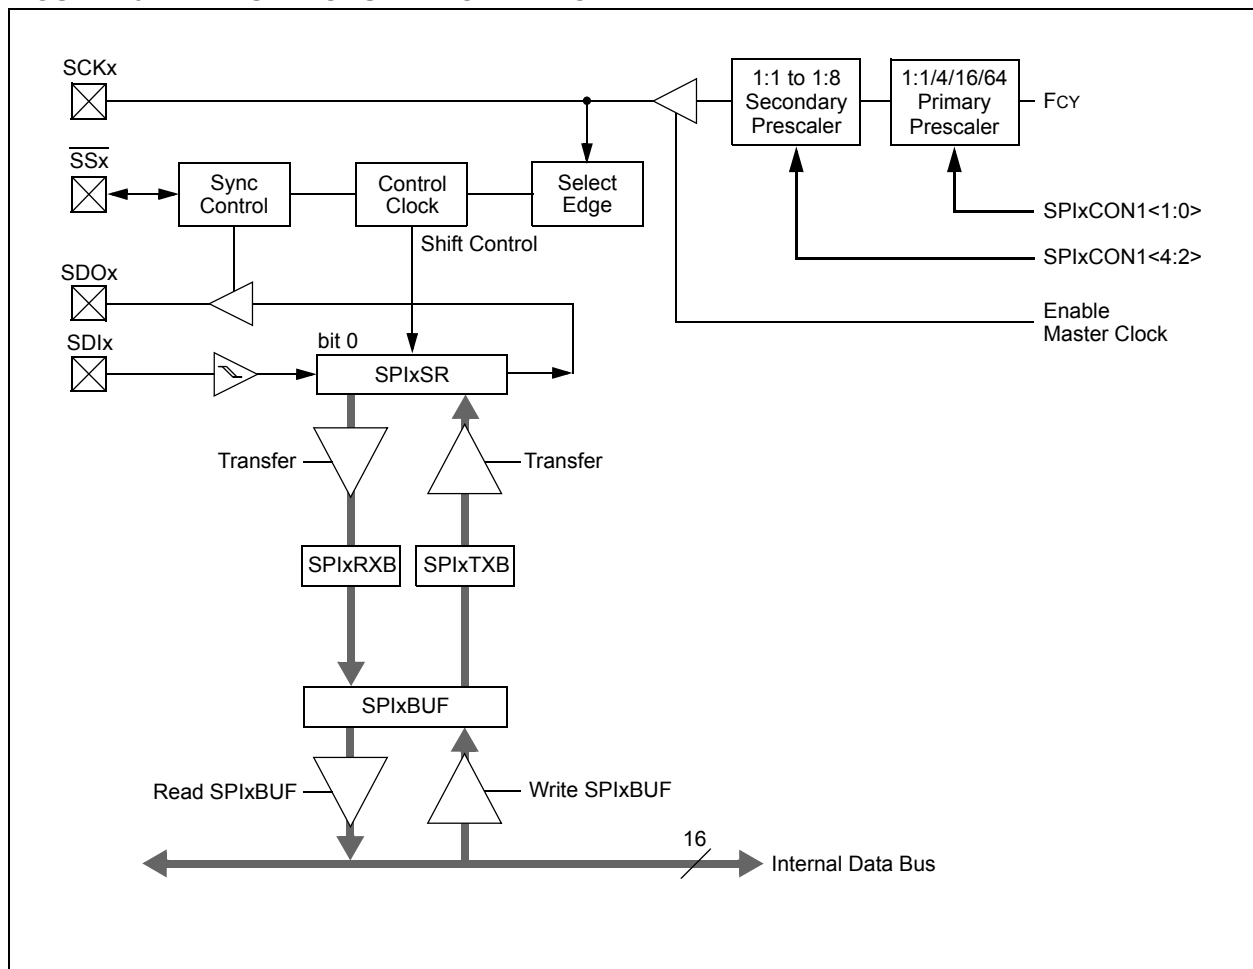 SCKx
1:1 to 1:8
Secondary
Prescaler
1:1/4/16/64
Primary
Prescaler
FCY
SSx
Sync
Control
Control
Clock
Select
Edge
SPIxCON1<1:0>
Shift Control
SPIxCON1<4:2>
SDOx
Enable
Master Clock
SDIx
bit 0
SPIxSR
Transfer
Transfer
SPIxRXB
SPIxTXB
SPIxBUF
Read SPIxBUF
Write SPIxBUF
16
Internal Data Bus